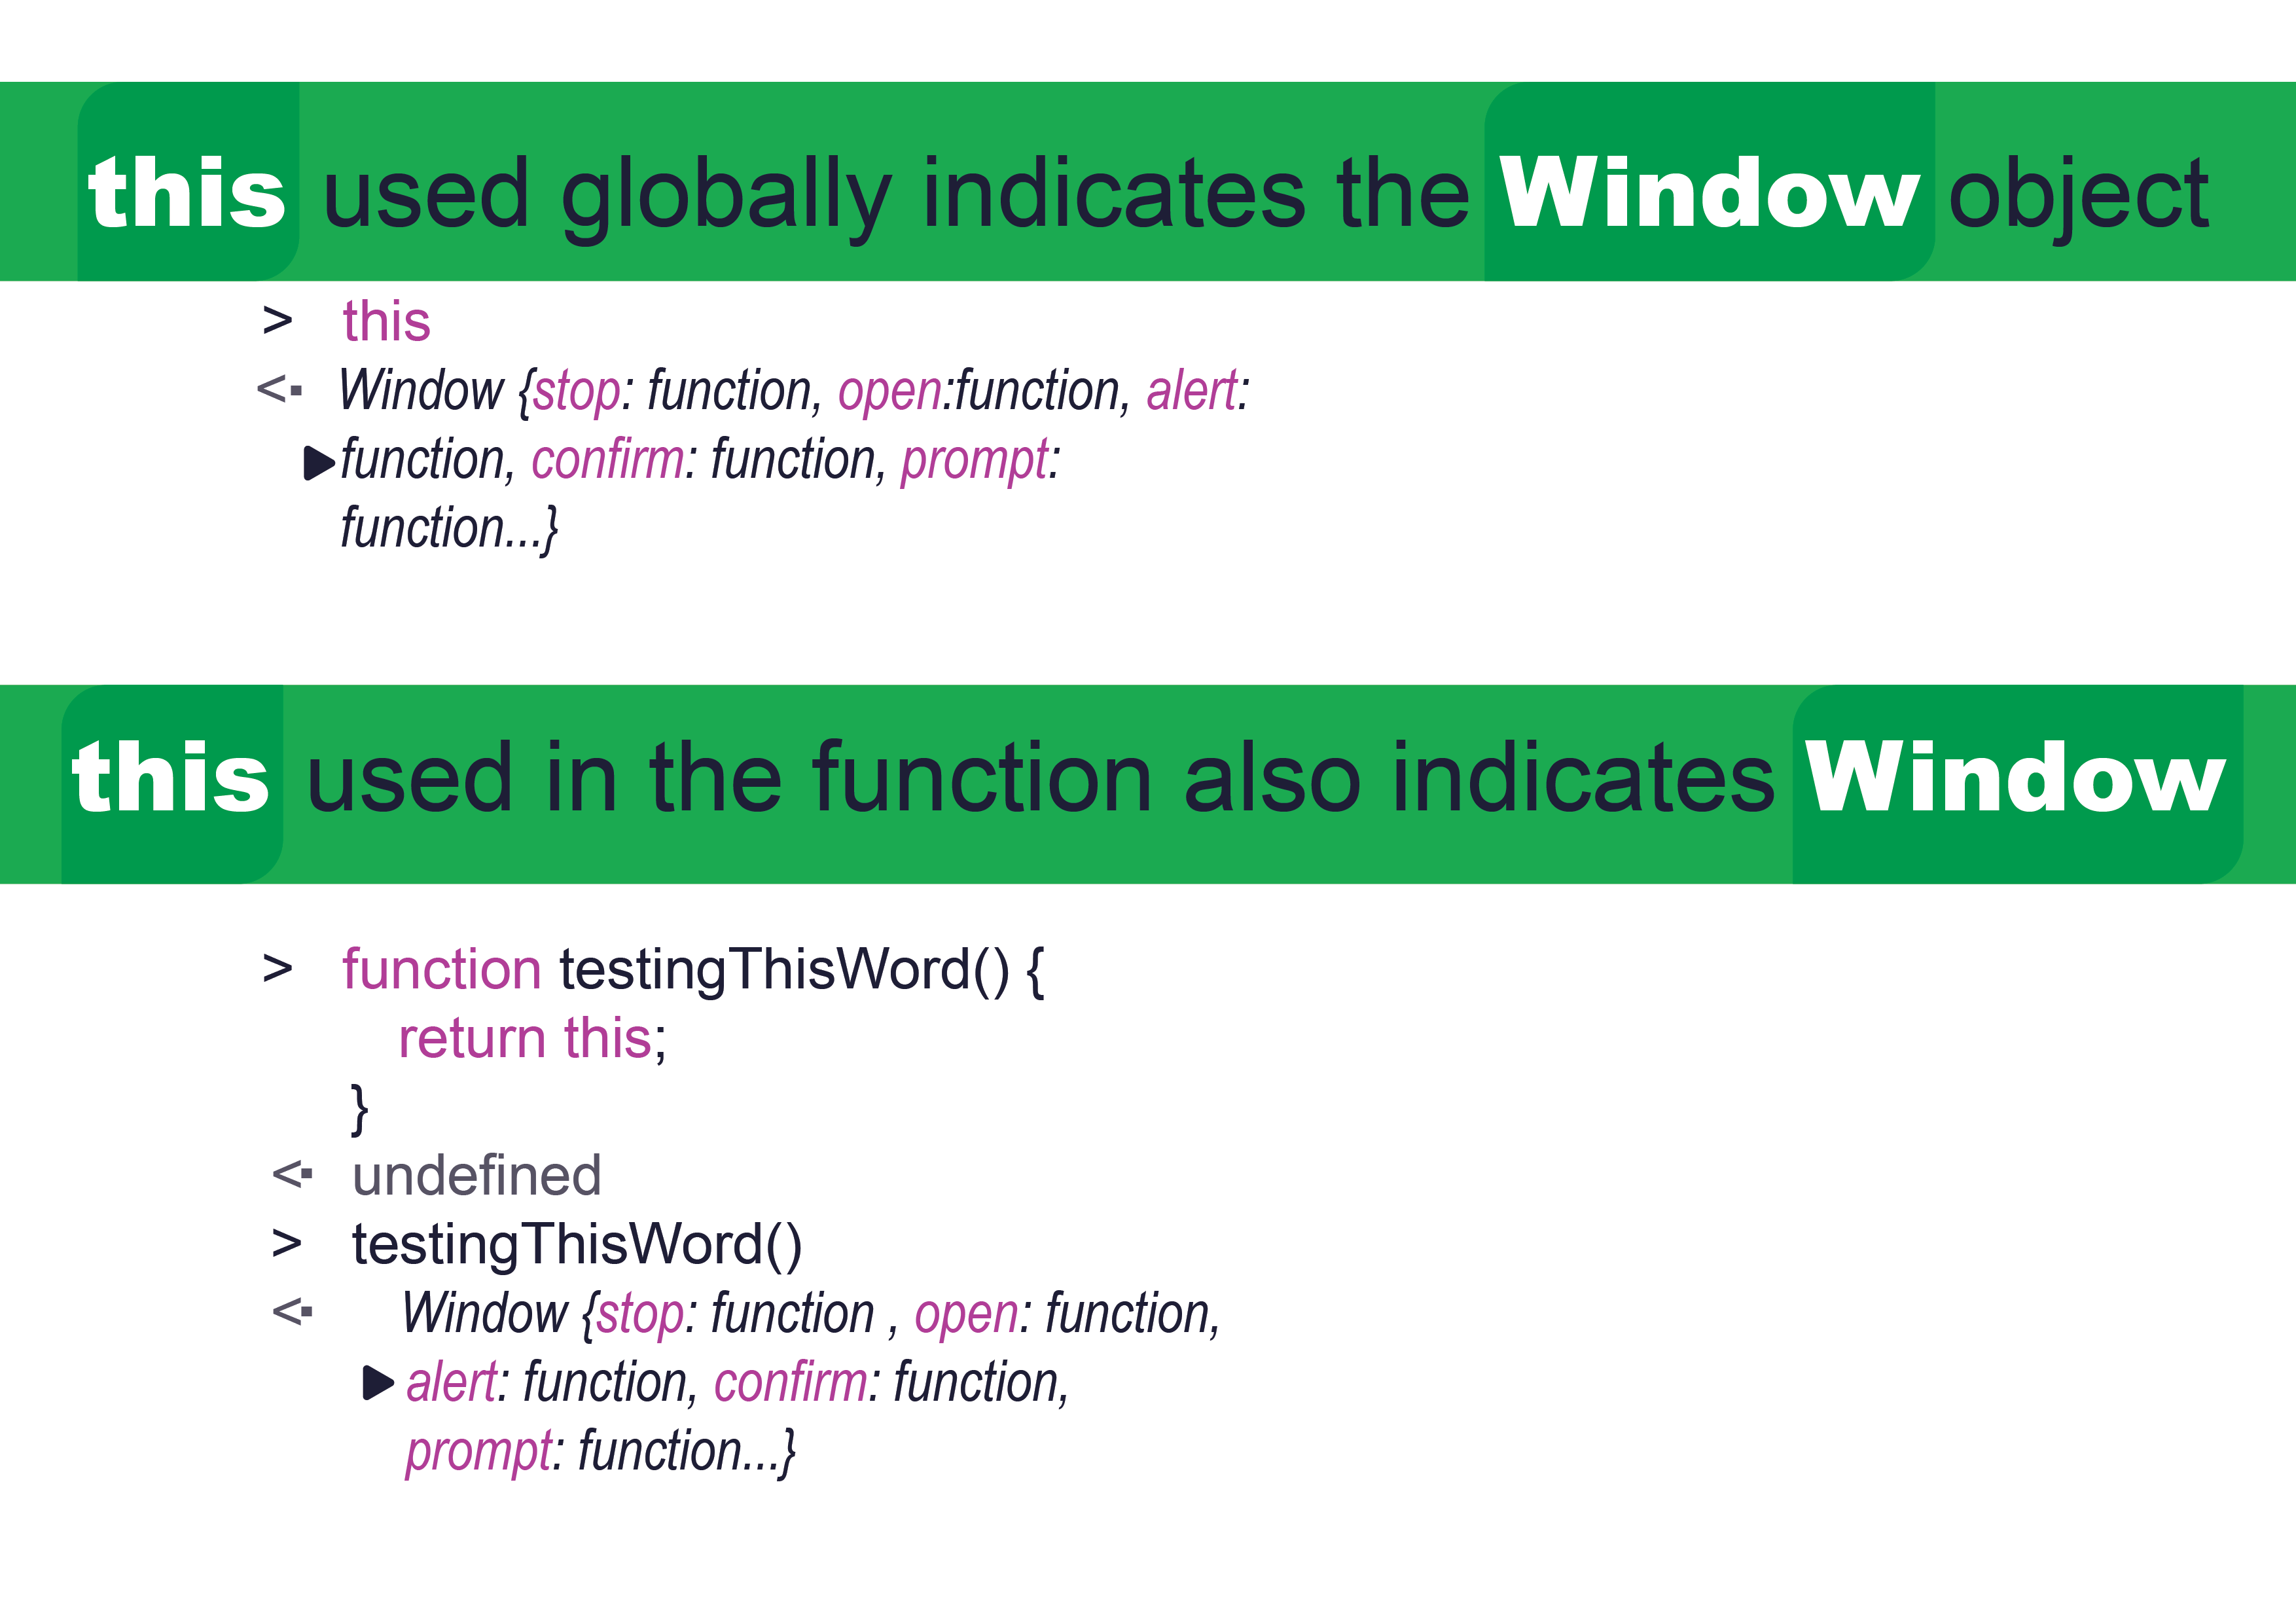 this used globally indicates the Window object
> this
<· Window {stop: function, open:function, alert:
▶function, confirm: function, prompt:
function...}
this used in the function also indicates Window
> function testingThisWord() {
return this;
}
<· undefined
> testingThisWord()
<· Window {stop: function , open: function,
▶ alert: function, confirm: function,
prompt: function...}